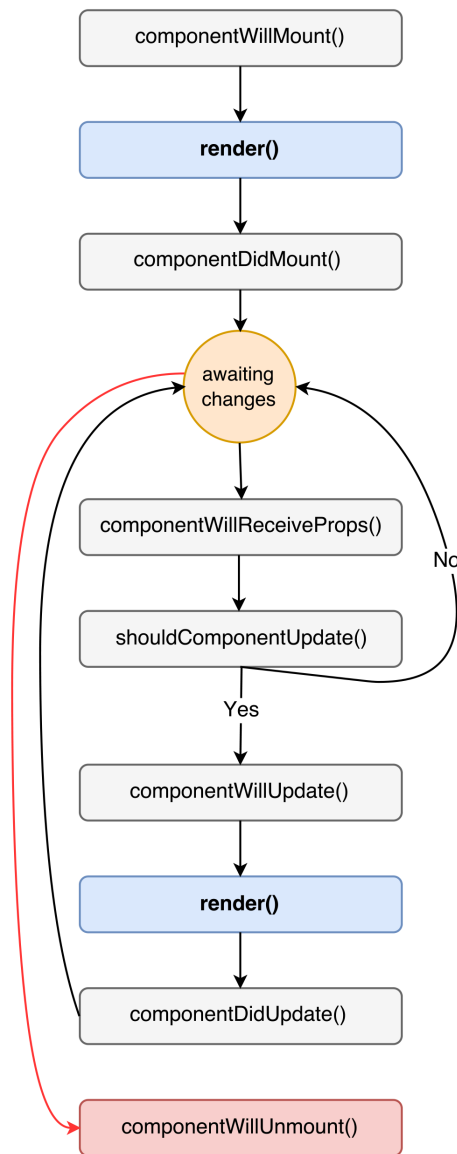 componentWillMount()
render()
componentDidMount()
awaiting
changes
componentWillReceiveProps()
No
shouldComponentUpdate()
Yes
componentWillUpdate()
render()
componentDidUpdate()
componentWillUnmount()